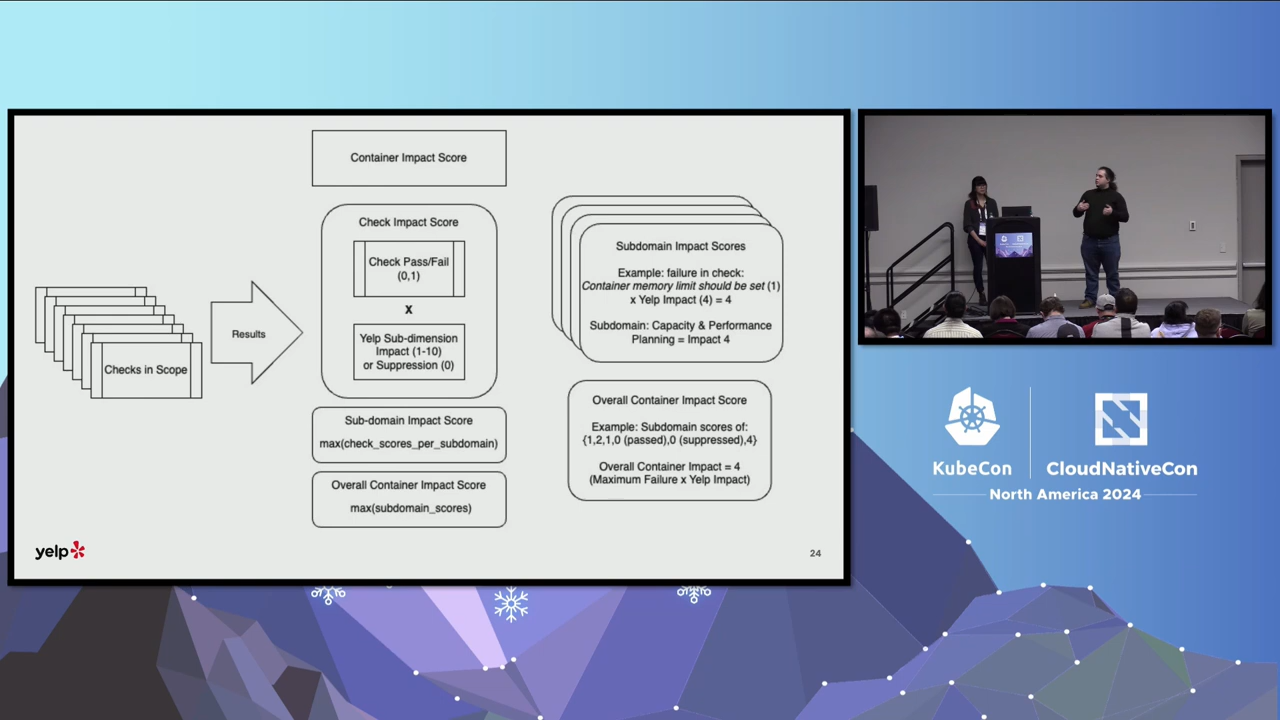 Container Impact Score
Checks in Scope
Results
Check Impact Score
Check Pass/Fail
(0,1)
x
Yelp Sub-dimension
Impact (1-10)
or Suppression (0)
Sub-domain Impact Score
max(check_scores_per_subdomain)
Overall Container Impact Score
max(subdomain_scores)
Subdomain Impact Scores
Example: failure in check:
Container memory limit should be set (1)
x Yelp Impact (4) = 4
Subdomain: Capacity & Performance
Planning = Impact 4
Overall Container Impact Score
Example: Subdomain scores of:
{1,2,1,0 (passed),0 (suppressed),4}
Overall Container Impact = 4
(Maximum Failure x Yelp Impact)
yelp
24
KubeCon
CloudNativeCon
North America 2024